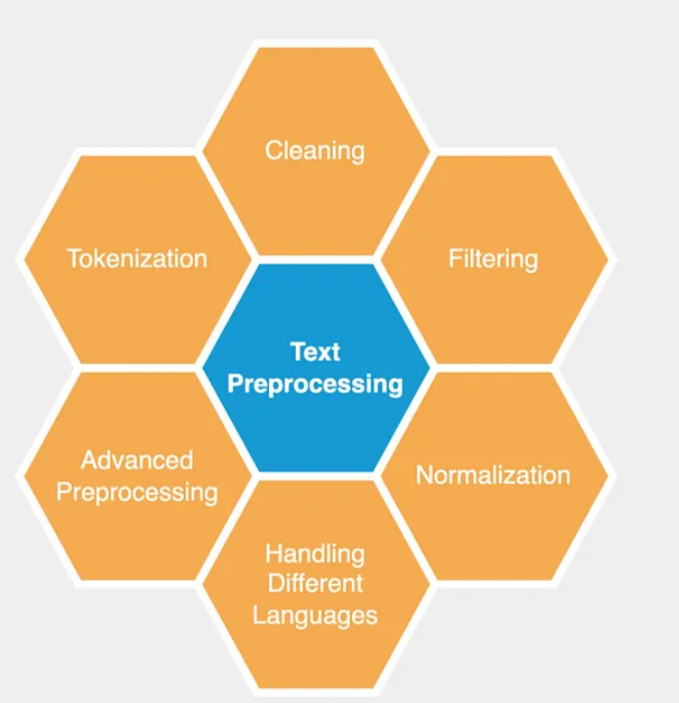 Cleaning
Tokenization
Filtering
Text
Preprocessing
Advanced
Preprocessing
Normalization
Handling
Different
Languages